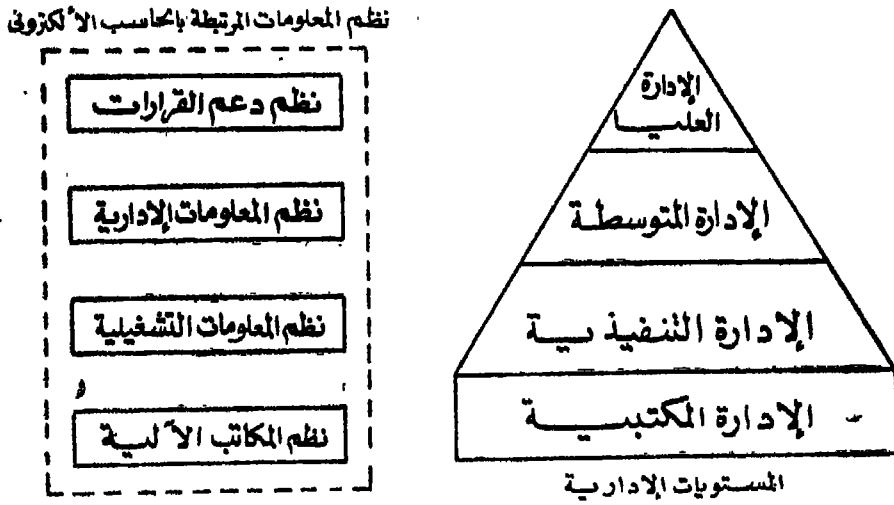 نظم المعلومات المرتبطة بالحاسب الألكترونى
نظم دعم القرارات
نظم المعلومات الإدارية
نظم المعلومات التشغيلية
نظم المكاتب الآلية
الإدارة
العليا
الإدارة المتوسطة
الإدارة التنفيذية
الإدارة المكتبية
المستويات الإدارية